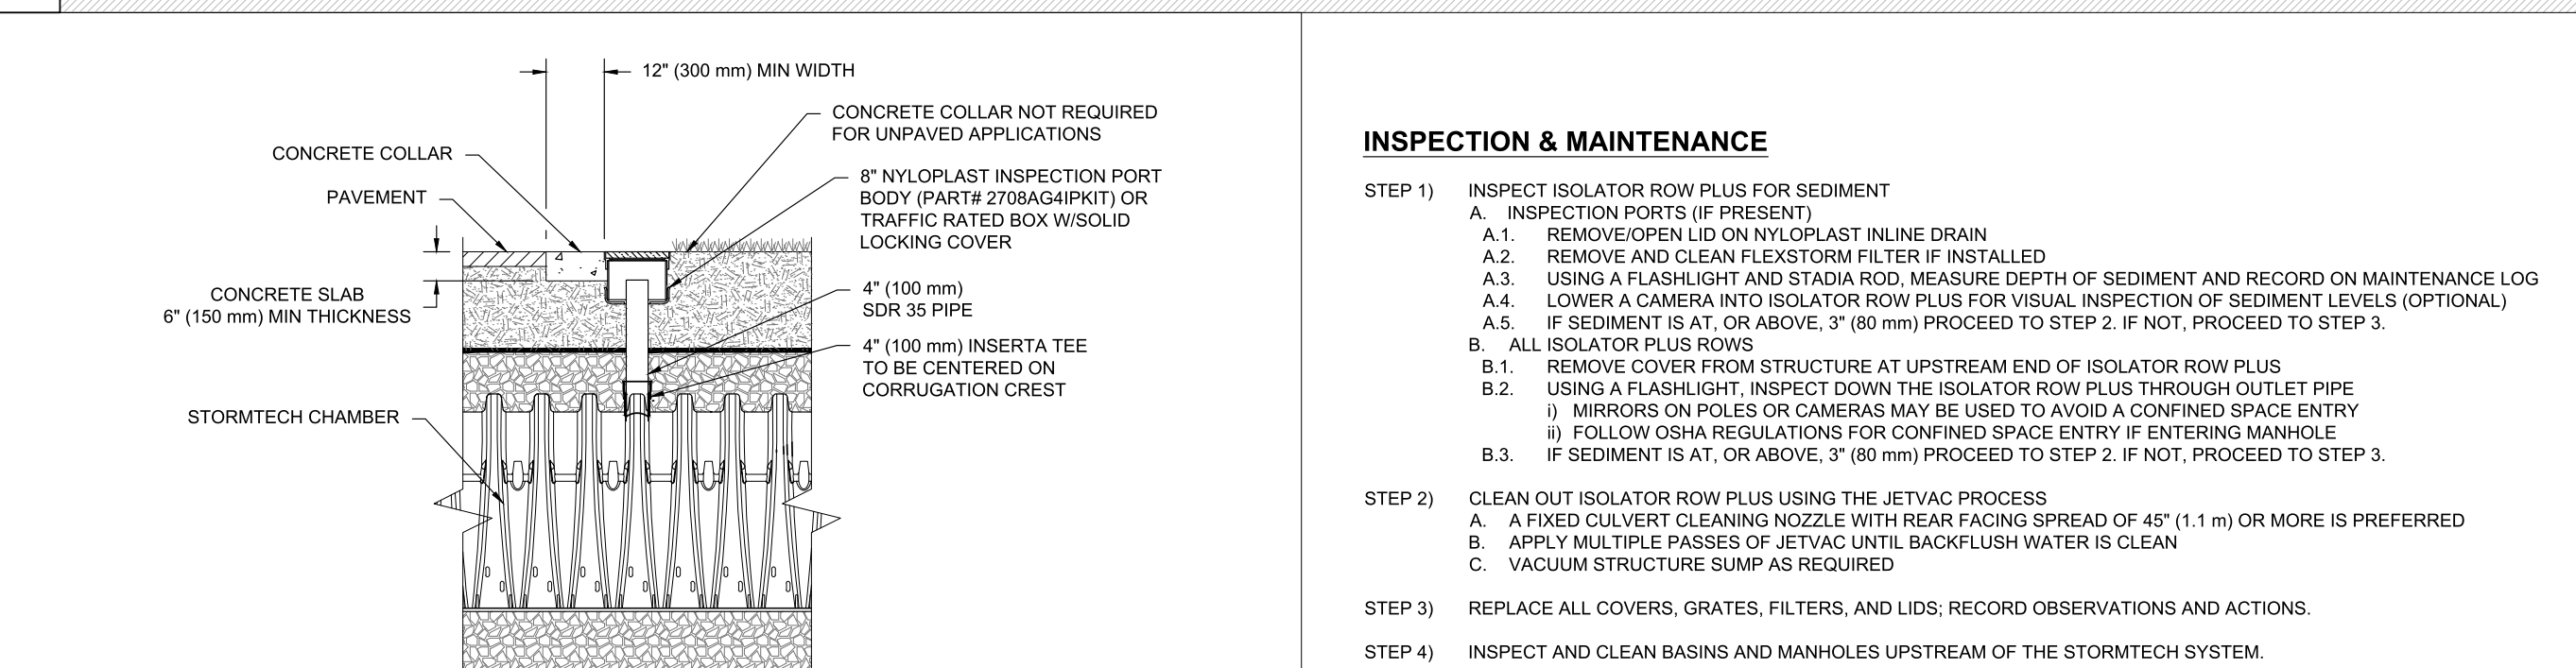 12" (300 mm) MIN WIDTH
CONCRETE COLLAR NOT REQUIRED
FOR UNPAVED APPLICATIONS
CONCRETE COLLAR
8" NYLOPLAST INSPECTION PORT
BODY (PART# 2708AG4IPKIT) OR
TRAFFIC RATED BOX W/SOLID
LOCKING COVER
PAVEMENT
CONCRETE SLAB
6" (150 mm) MIN THICKNESS
4" (100 mm)
SDR 35 PIPE
4" (100 mm) INSERTA TEE
TO BE CENTERED ON
CORRUGATION CREST
STORMTECH CHAMBER
INSPECTION & MAINTENANCE
STEP 1) INSPECT ISOLATOR ROW PLUS FOR SEDIMENT
A. INSPECTION PORTS (IF PRESENT)
A.1. REMOVE/OPEN LID ON NYLOPLAST INLINE DRAIN
A.2. REMOVE AND CLEAN FLEXSTORM FILTER IF INSTALLED
A.3. USING A FLASHLIGHT AND STADIA ROD, MEASURE DEPTH OF SEDIMENT AND RECORD ON MAINTENANCE LOG
A.4. LOWER A CAMERA INTO ISOLATOR ROW PLUS FOR VISUAL INSPECTION OF SEDIMENT LEVELS (OPTIONAL)
A.5. IF SEDIMENT IS AT, OR ABOVE, 3" (80 mm) PROCEED TO STEP 2. IF NOT, PROCEED TO STEP 3.
B. ALL ISOLATOR PLUS ROWS
B.1. REMOVE COVER FROM STRUCTURE AT UPSTREAM END OF ISOLATOR ROW PLUS
B.2. USING A FLASHLIGHT, INSPECT DOWN THE ISOLATOR ROW PLUS THROUGH OUTLET PIPE
i) MIRRORS ON POLES OR CAMERAS MAY BE USED TO AVOID A CONFINED SPACE ENTRY
ii) FOLLOW OSHA REGULATIONS FOR CONFINED SPACE ENTRY IF ENTERING MANHOLE
B.3. IF SEDIMENT IS AT, OR ABOVE, 3" (80 mm) PROCEED TO STEP 2. IF NOT, PROCEED TO STEP 3.
STEP 2) CLEAN OUT ISOLATOR ROW PLUS USING THE JETVAC PROCESS
A. A FIXED CULVERT CLEANING NOZZLE WITH REAR FACING SPREAD OF 45" (1.1 m) OR MORE IS PREFERRED
B. APPLY MULTIPLE PASSES OF JETVAC UNTIL BACKFLUSH WATER IS CLEAN
C. VACUUM STRUCTURE SUMP AS REQUIRED
STEP 3) REPLACE ALL COVERS, GRATES, FILTERS, AND LIDS; RECORD OBSERVATIONS AND ACTIONS.
STEP 4) INSPECT AND CLEAN BASINS AND MANHOLES UPSTREAM OF THE STORMTECH SYSTEM.